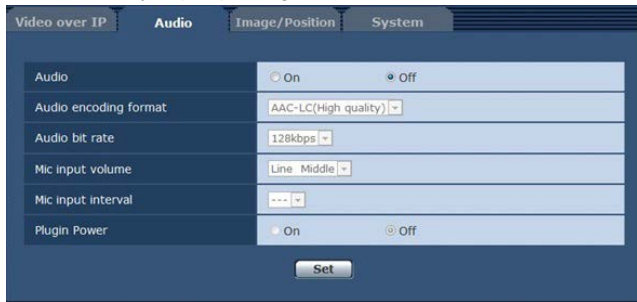 Video over IP Audio Image/Position System
Audio On Off
Audio encoding format AAC-LC(High quality)
Audio bit rate 128kbps
Mic input volume Line Middle
Mic input interval ---
Plugin Power On Off
Set